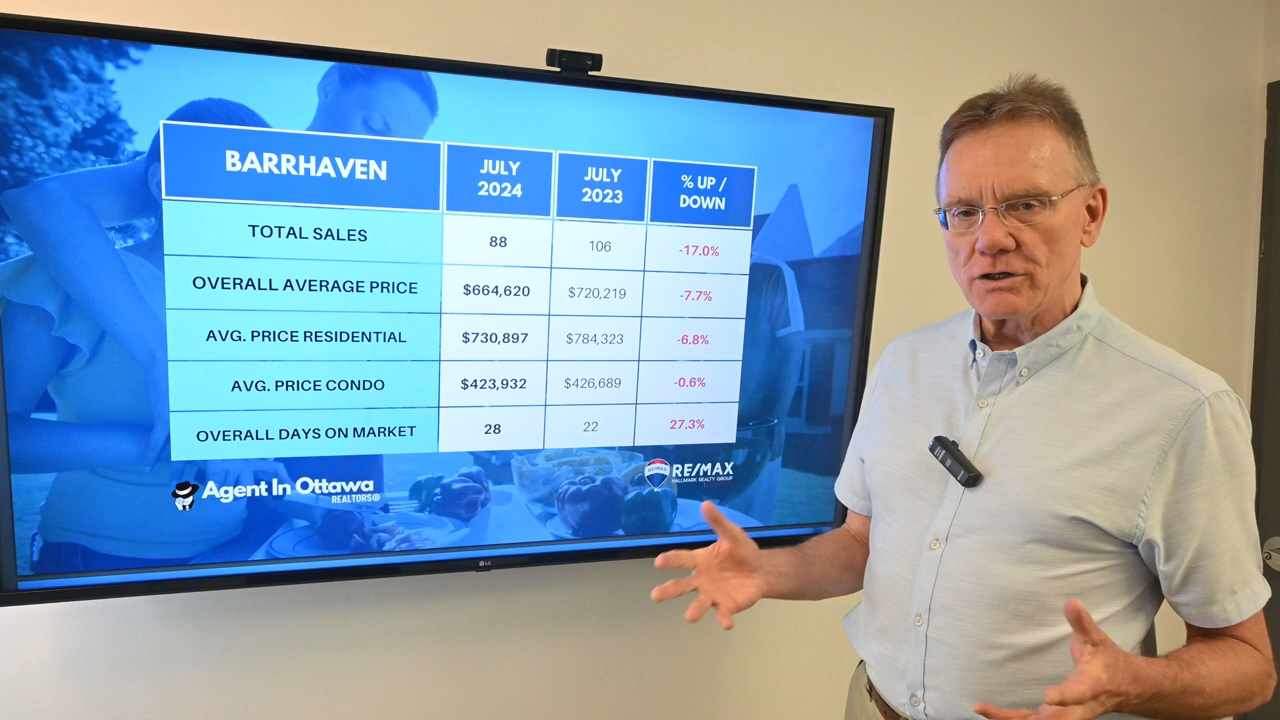 BARRHAVEN
JULY 2024
JULY 2023
% UP / DOWN
TOTAL SALES 88 106 -17.0%
OVERALL AVERAGE PRICE $664,620 $720,219 -7.7%
AVG. PRICE RESIDENTIAL $730,897 $784,323 -6.8%
AVG. PRICE CONDO $423,932 $426,689 -0.6%
OVERALL DAYS ON MARKET 28 22 27.3%
Agent In Ottawa
REALTORS®
RE/MAX
RE/MAX
HALLMARK REALTY GROUP
LG